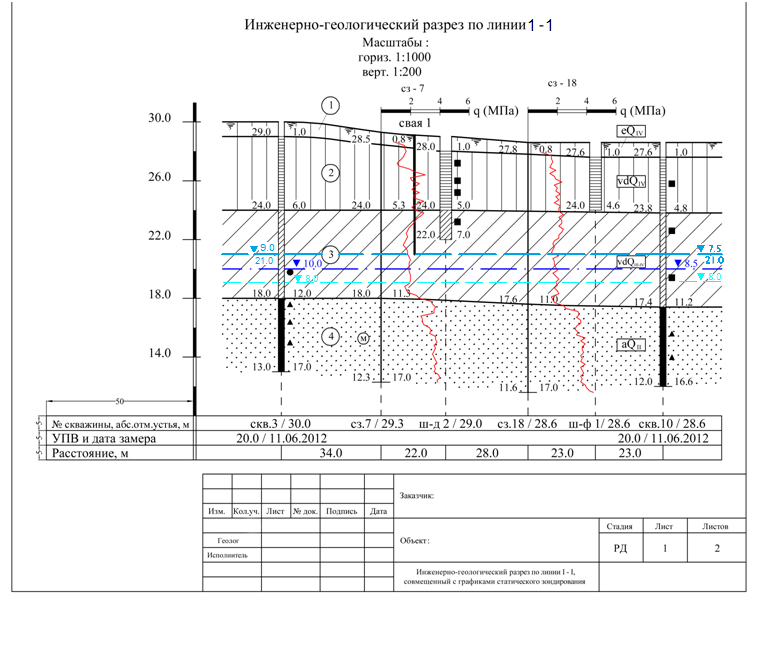 Инженерно-геологический разрез по линии 1-1
Масштабы :
гориз. 1:1000
верт. 1:200
сз - 7
сз - 18
2 4 6 q (МПа)
2 4 6 q (МПа)
свая 1
30.0
26.0
22.0
18.0
14.0
1
2
3
4
м
eQIV
vdQIV
aQII
29.0 1.0 28.5 0.8 28.0 1.0 27.8 0.8 27.6 1.0 27.6 1.0
24.0 6.0 24.0 5.3 24.0 5.0 24.0 4.6 23.8 4.8
22.0 7.0
9.0
21.0
10.0
8.0
7.5
21.0
8.5
18.0 12.0 18.0 11.3 17.6 11.0 17.4 11.2
13.0 17.0 12.3 17.0 11.6 17.0 12.0 16.6
50
5
5
5
№ скважины, абс.отм.устья, м скв.3 / 30.0 сз.7 / 29.3 ш-д 2 / 29.0 сз.18 / 28.6 ш-ф 1/ 28.6 скв.10 / 28.6
УПВ и дата замера 20.0 / 11.06.2012 20.0 / 11.06.2012
Расстояние, м 34.0 22.0 28.0 23.0 23.0
Изм. Кол.уч. Лист № док. Подпись Дата
Геолог
Исполнитель
Заказчик:
Объект:
Стадия Лист Листов
РД 1 2
Инженерно-геологический разрез по линии I - I,
совмещенный с графиками статического зондирования